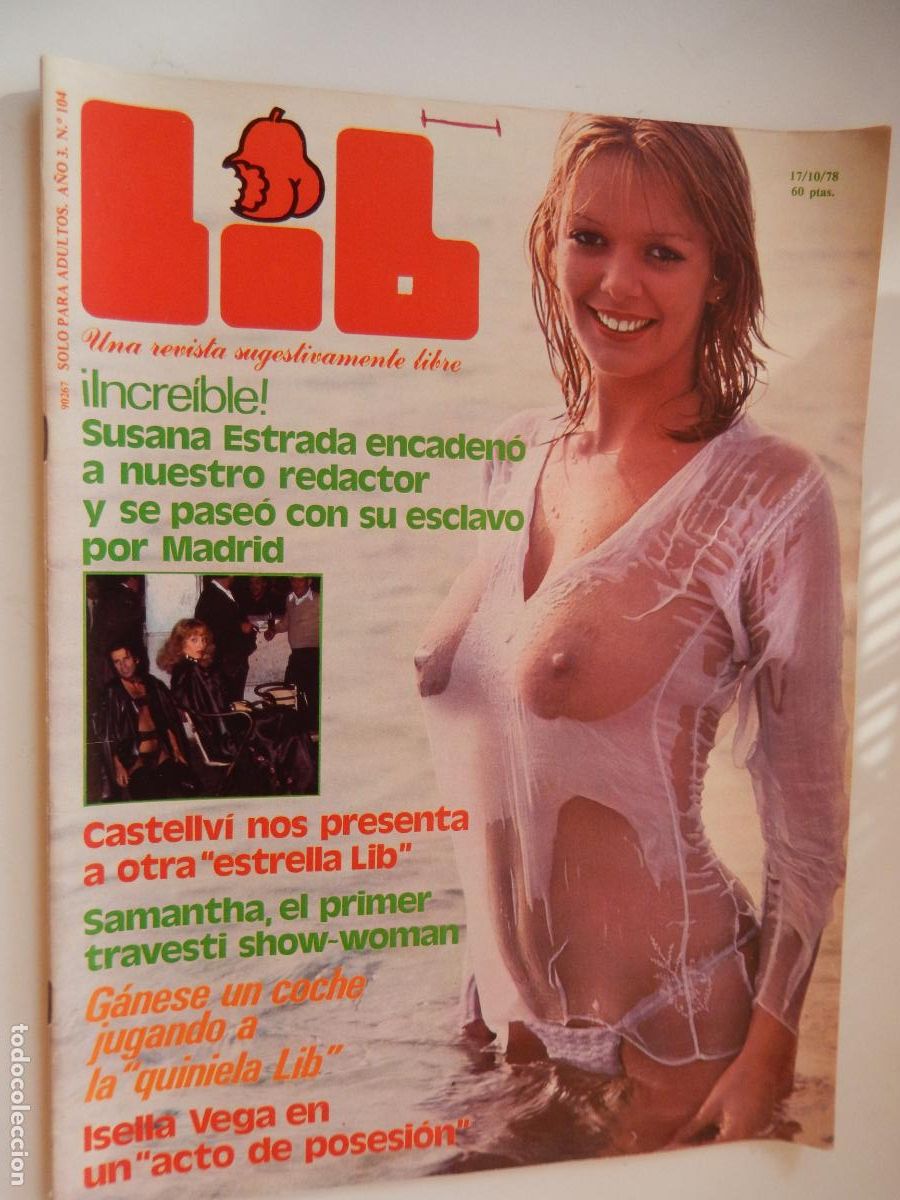 SOLO PARA ADULTOS. AÑO 3. N.º 104
90267
Lib
17/10/78
60 ptas.
Una revista sugestivamente libre
¡Increíble!
Susana Estrada encadenó
a nuestro redactor
y se paseó con su esclavo
por Madrid
Castellví nos presenta
a otra "estrella Lib"
Samantha, el primer
travesti show-woman
Gánese un coche
jugando a
la "quiniela Lib"
Isella Vega en
un "acto de posesión"
todocoleccion